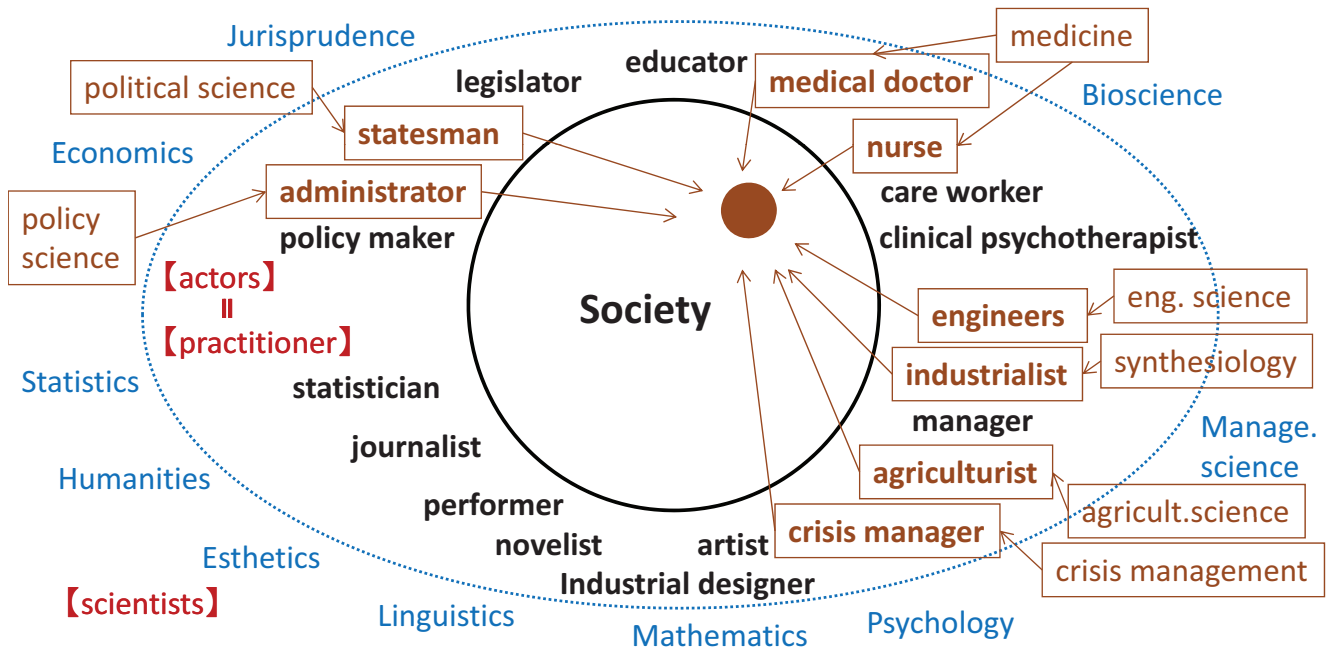 Jurisprudence
medicine
educator
legislator
medical doctor
political science
Bioscience
statesman
nurse
Economics
administrator
care worker
policy
science
policy maker
clinical psychotherapist
【actors】
=
【practitioner】
Society
eng. science
engineers
synthesiology
industrialist
Statistics
statistician
manager
Manage.
science
journalist
agriculturist
Humanities
performer
agricult.science
crisis manager
novelist
artist
Esthetics
crisis management
Industrial designer
【scientists】
Linguistics
Mathematics
Psychology